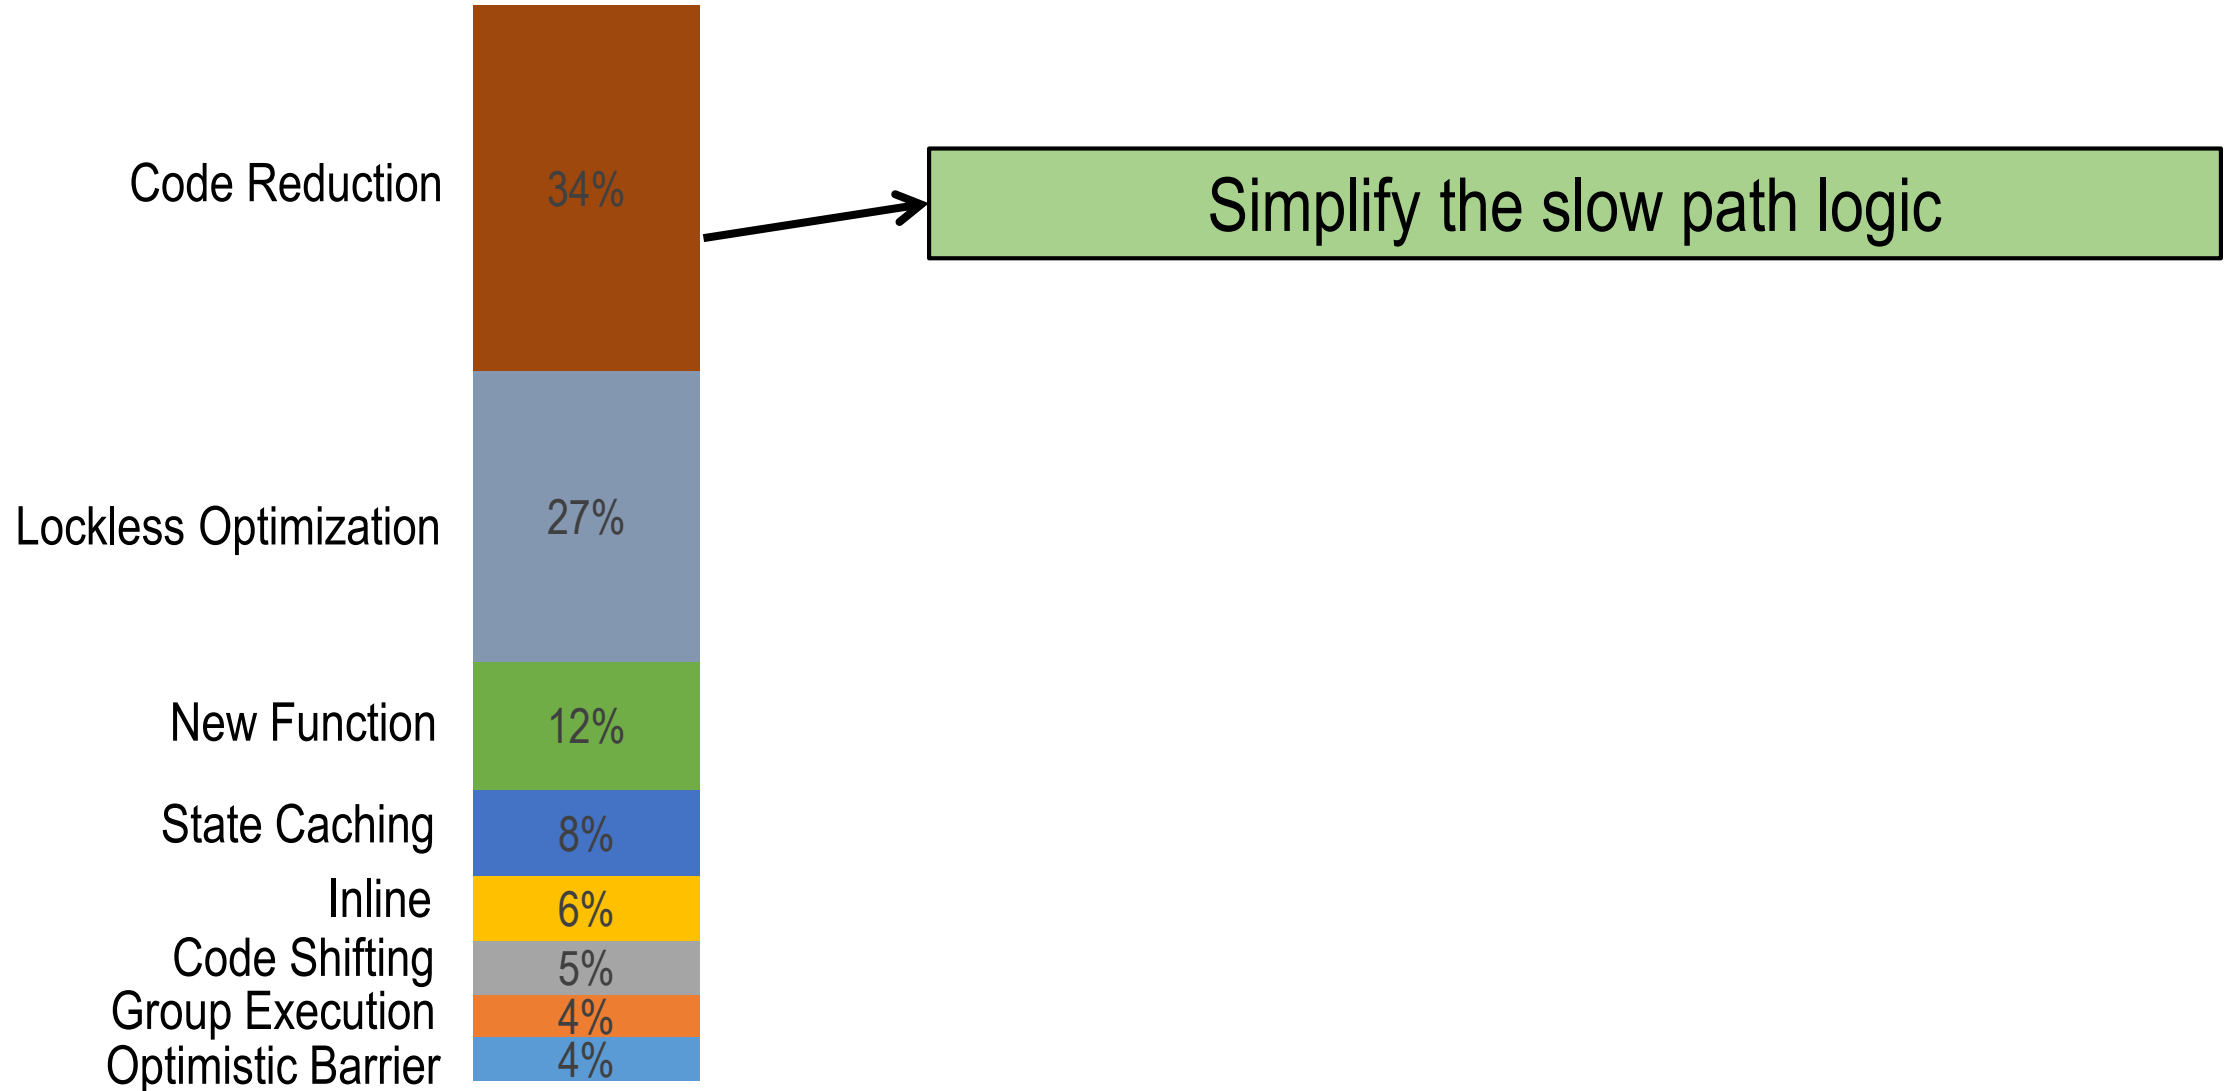 Code Reduction
34%
Simplify the slow path logic
Lockless Optimization
27%
New Function
12%
State Caching
8%
Inline
6%
Code Shifting
5%
Group Execution
4%
Optimistic Barrier
4%